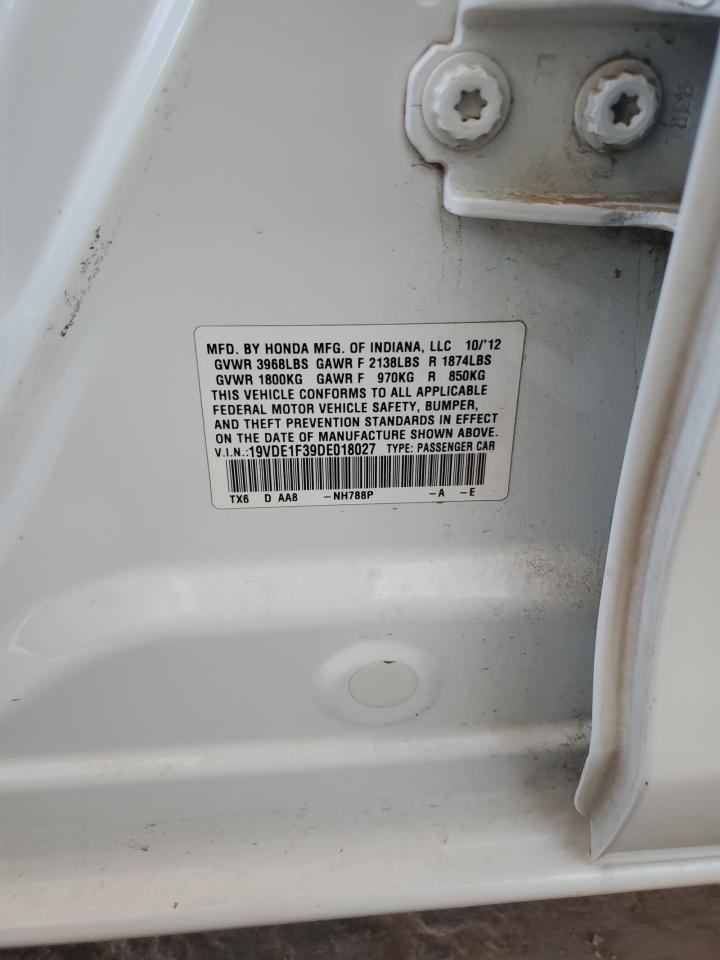 LL
R3R
MFD. BY HONDA MFG. OF INDIANA, LLC 10/'12
GVWR 3968LBS GAWR F 2138LBS R 1874LBS
GVWR 1800KG GAWR F 970KG R 850KG
THIS VEHICLE CONFORMS TO ALL APPLICABLE
FEDERAL MOTOR VEHICLE SAFETY, BUMPER,
AND THEFT PREVENTION STANDARDS IN EFFECT
ON THE DATE OF MANUFACTURE SHOWN ABOVE.
V.I.N.:19VDE1F39DE018027 TYPE: PASSENGER CAR
TX6 D AA8 -NH788P -A -E